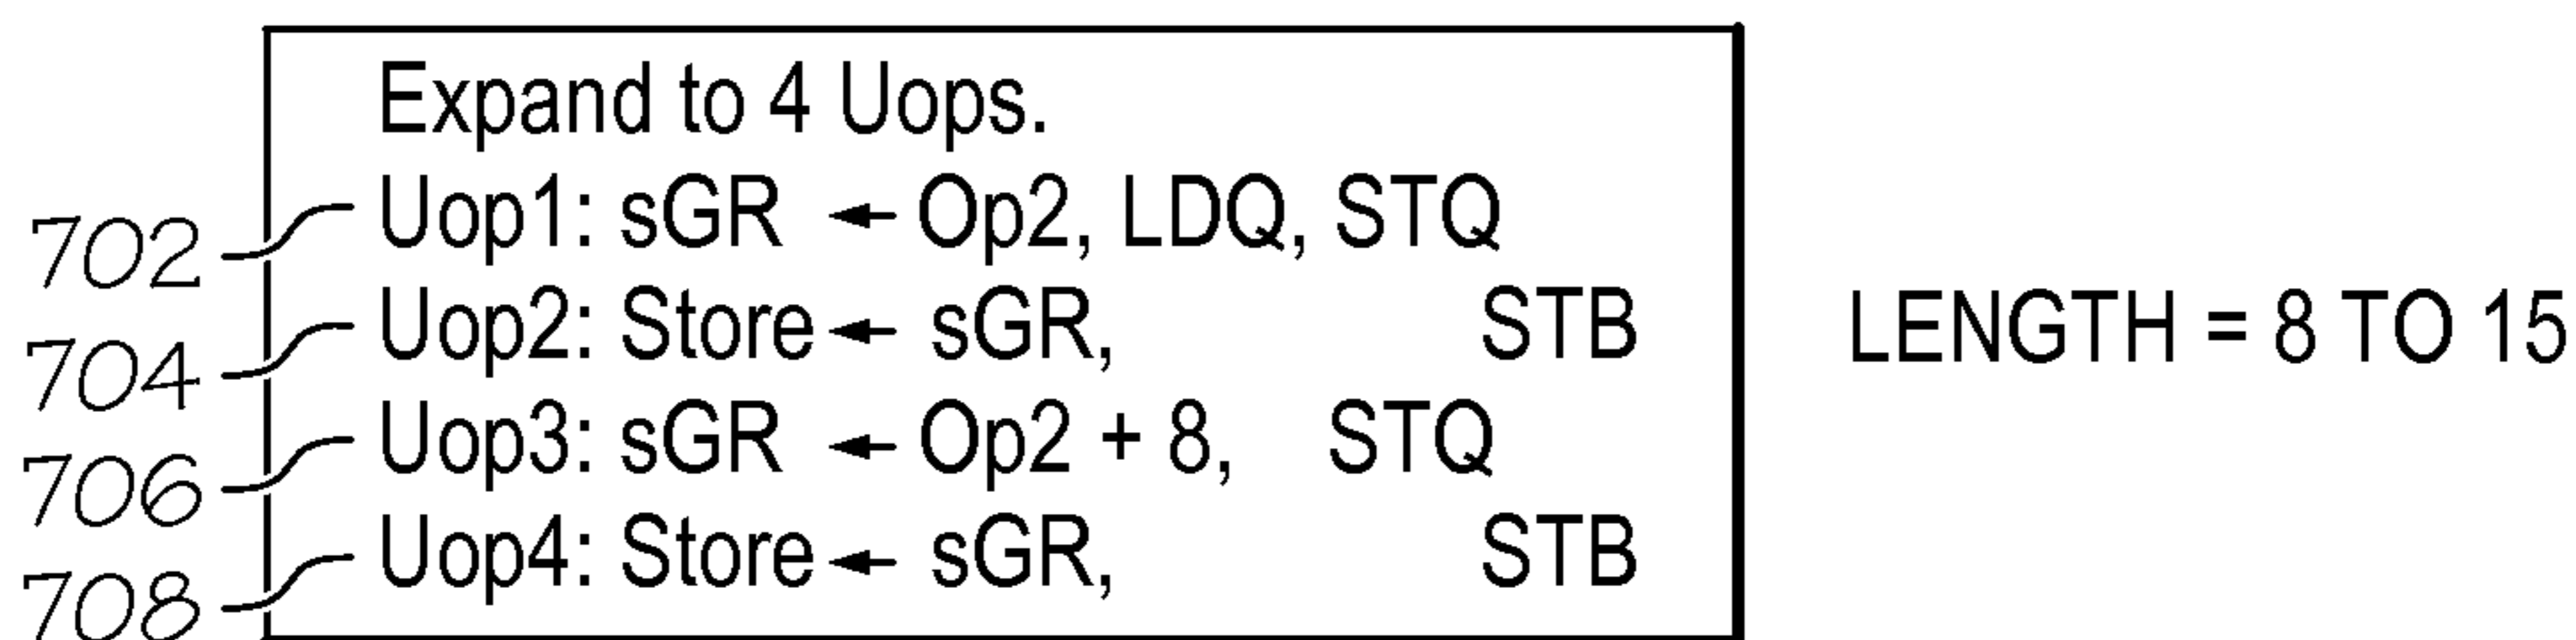 Expand to 4 Uops.
702 Uop1: sGR ← Op2, LDQ, STQ
704 Uop2: Store ← sGR, STB LENGTH = 8 TO 15
706 Uop3: sGR ← Op2 + 8, STQ
708 Uop4: Store ← sGR, STB